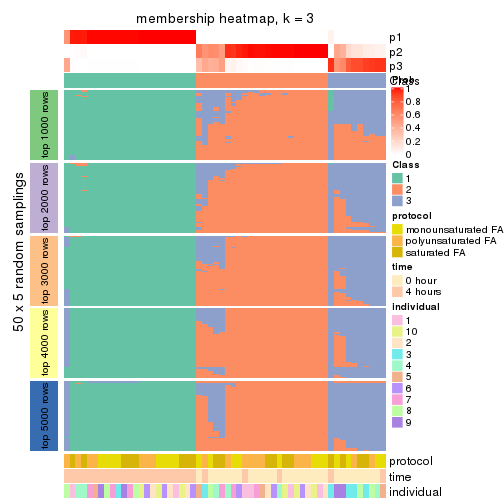 membership heatmap, k = 3
p1
p2
p3
Class
Prob
1
0.8
0.6
0.4
0.2
0
Class
1
2
3
protocol
monounsaturated FA
polyunsaturated FA
saturated FA
time
0 hour
4 hours
individual
1
10
2
3
4
5
6
7
8
9
50 x 5 random samplings
top 1000 rows
top 2000 rows
top 3000 rows
top 4000 rows
top 5000 rows
protocol
time
individual